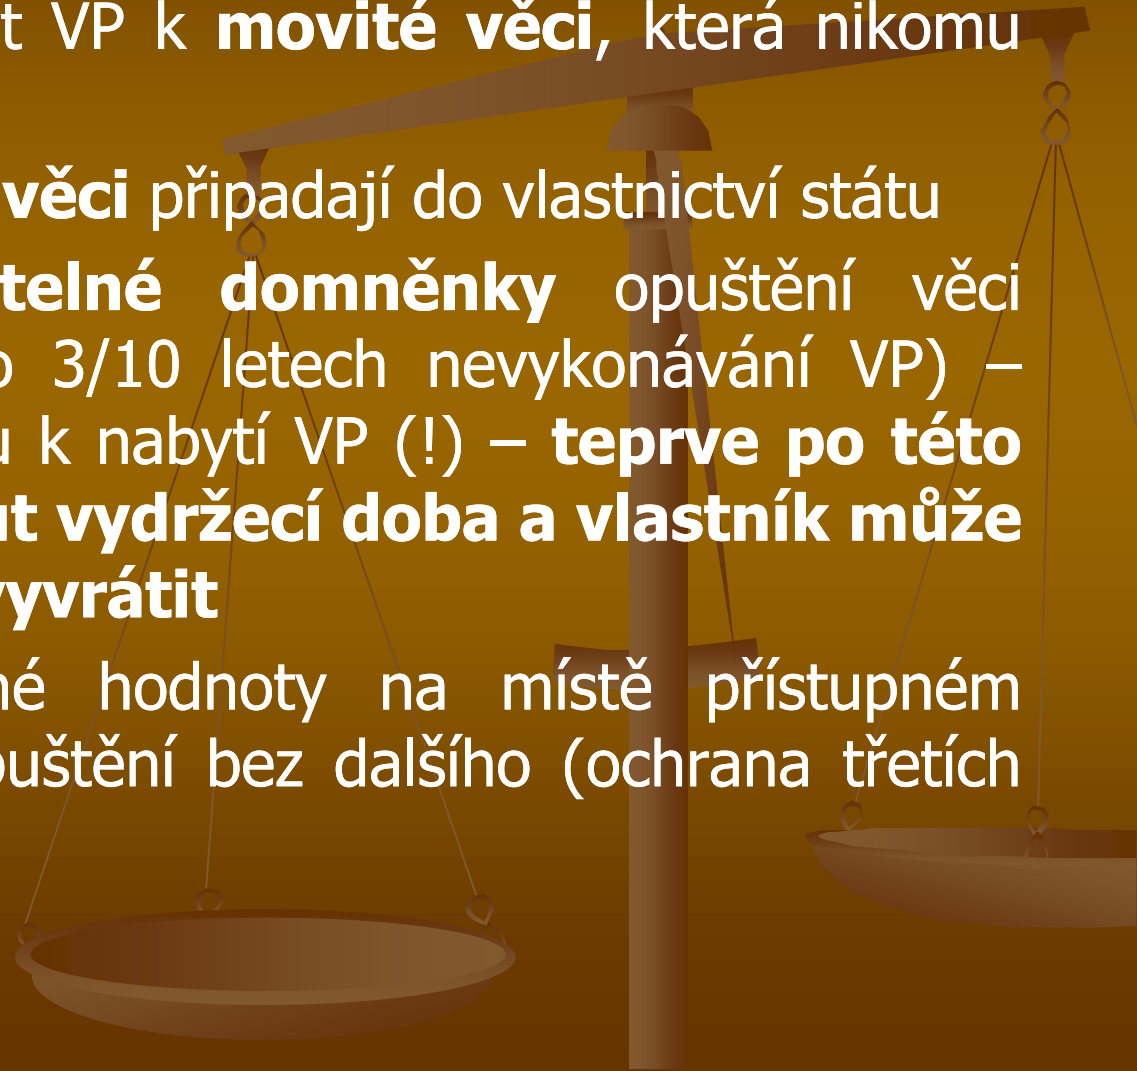 t VP k movité věci, která nikomu
věci připadají do vlastnictví státu
telné domněnky opuštění věci
o 3/10 letech nevykonávání VP) –
u k nabytí VP (!) – teprve po této
ut vydržecí doba a vlastník může
vyvrátit
né hodnoty na místě přístupném
puštění bez dalšího (ochrana třetích